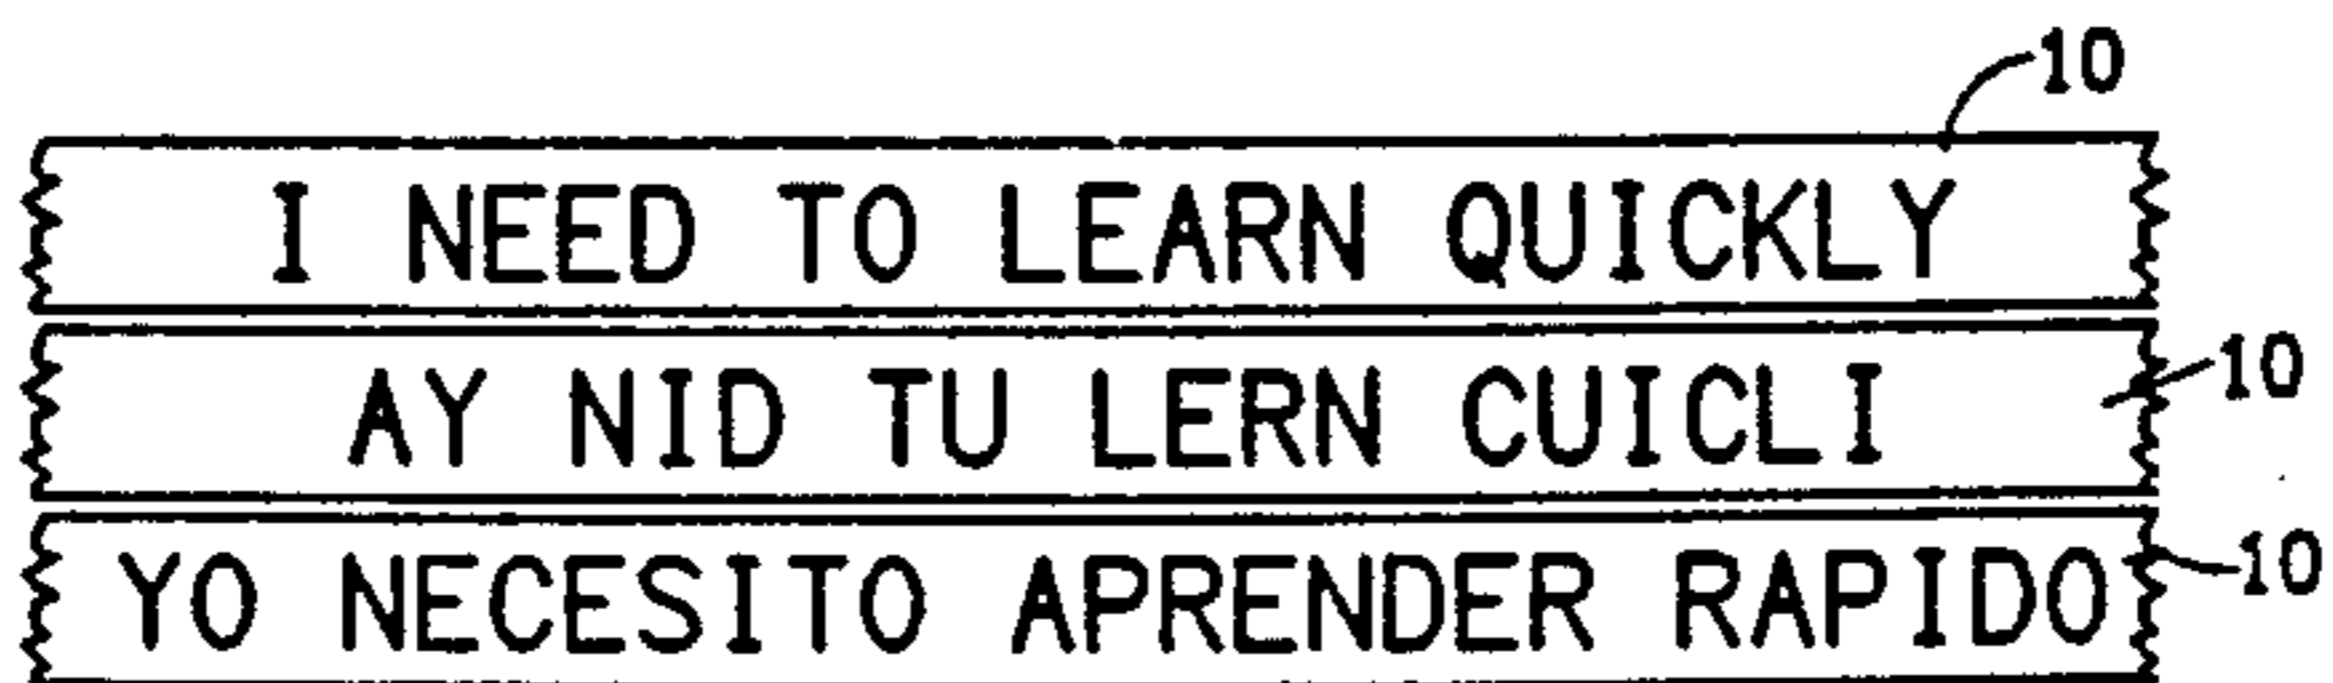 10
I NEED TO LEARN QUICKLY
AY NID TU LERN CUICLI 10
YO NECESITO APRENDER RAPIDO 10